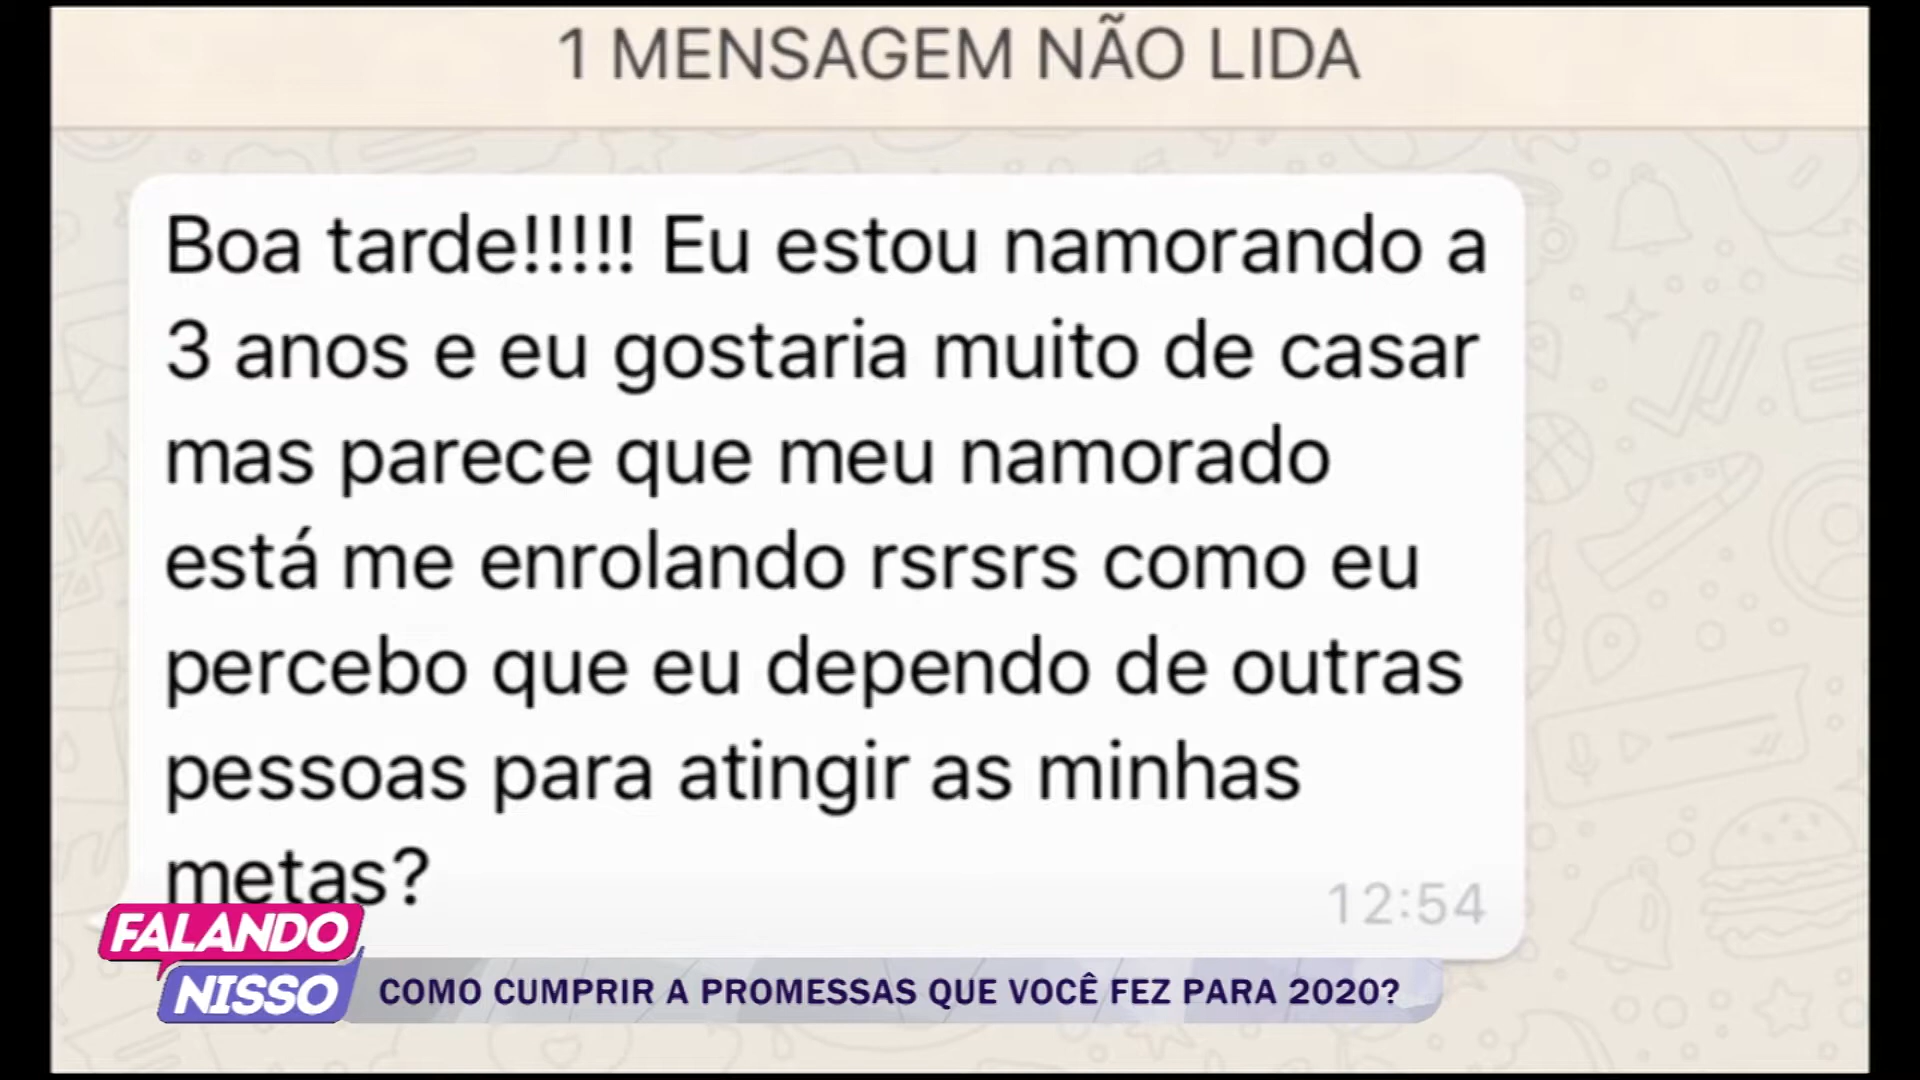 1 MENSAGEM NÃO LIDA
Boa tarde!!!!! Eu estou namorando a
3 anos e eu gostaria muito de casar
mas parece que meu namorado
está me enrolando rsrsrs como eu
percebo que eu dependo de outras
pessoas para atingir as minhas
metas?
12:54
FALANDO
NISSO
COMO CUMPRIR A PROMESSAS QUE VOCÊ FEZ PARA 2020?